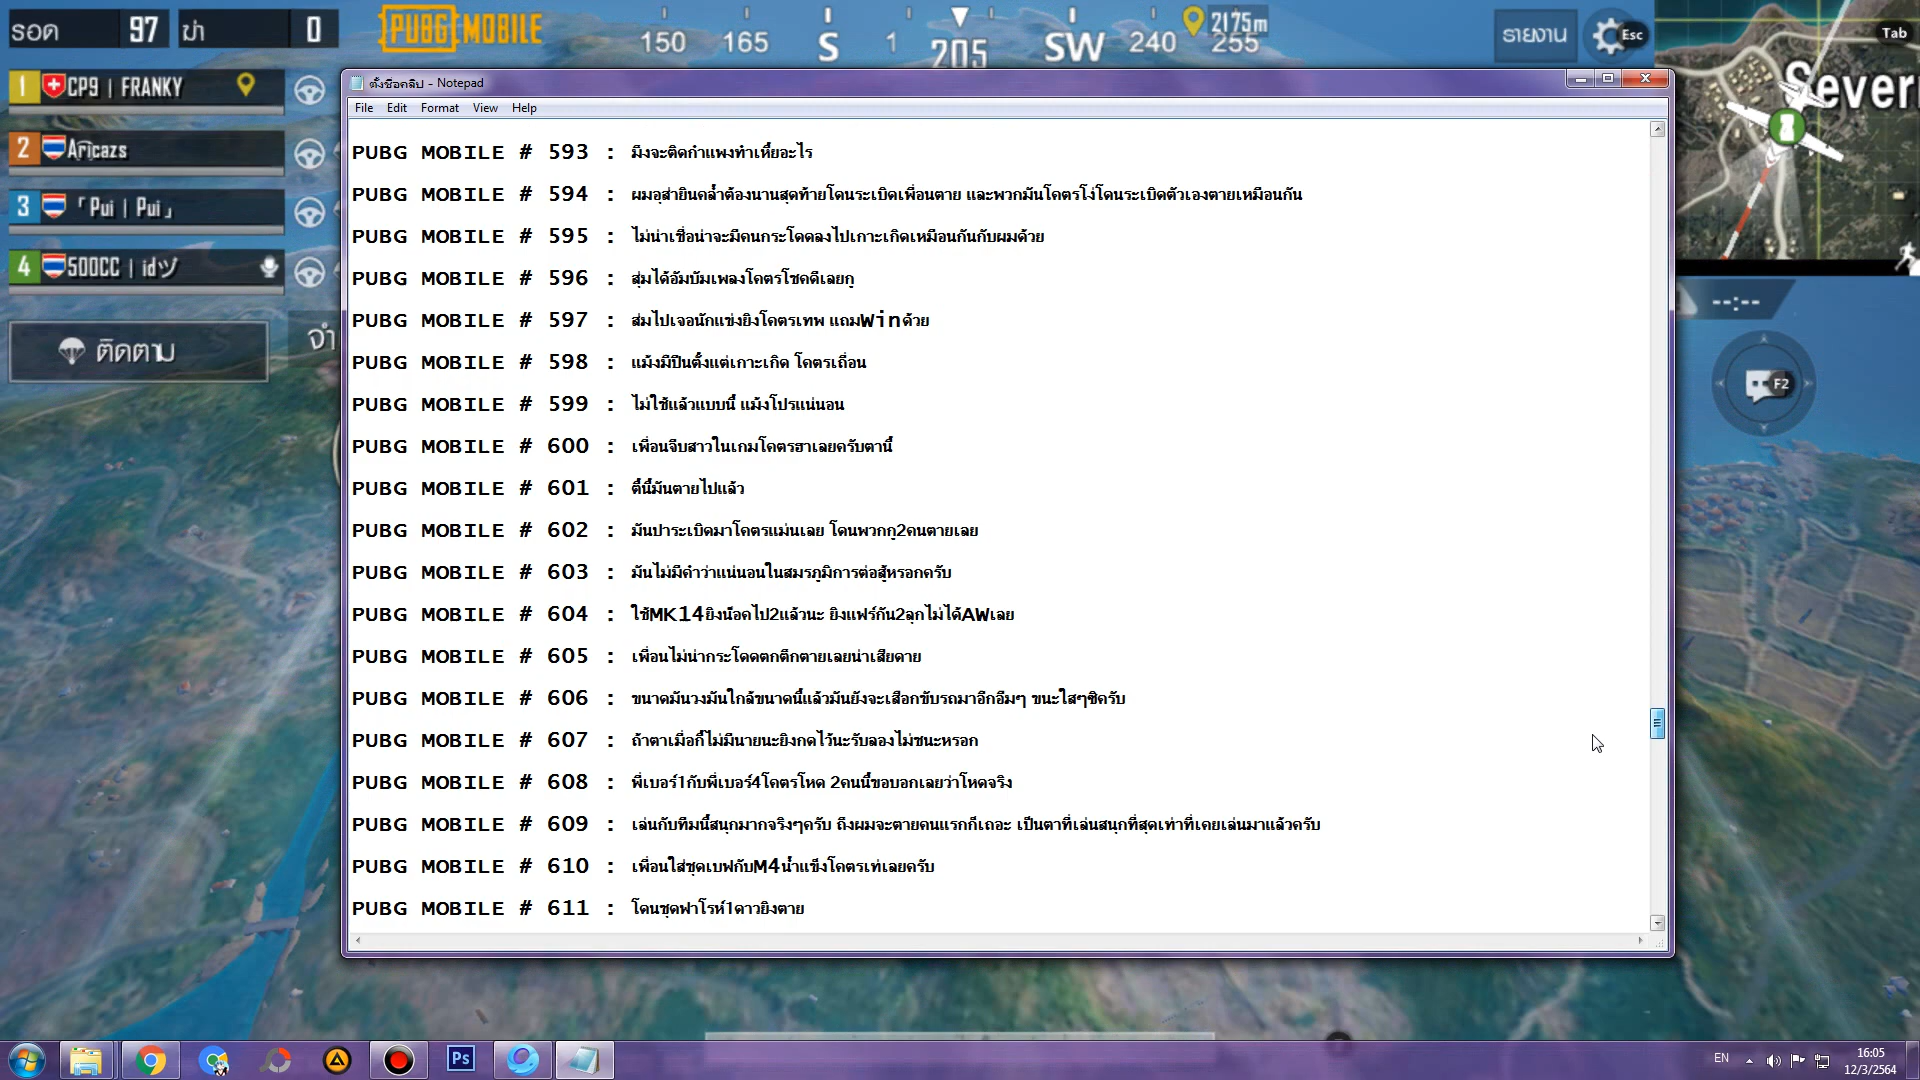 รอด 97 ฆ่า 0
PUBG MOBILE
150 165 S 1 205 SW 240 255
2175m
รายงาน
Esc
Tab
Severn
1 CP9 | FRANKY
2 Aricazs
3 「Pui | Pui」
4 500CC | idヅ
ติดตาม
จำ
--:--
F2
ตั้งชื่อคลิป - Notepad
File Edit Format View Help
PUBG MOBILE # 593 : มึงจะติดกำแพงทำเหี้ยอะไร
PUBG MOBILE # 594 : ผมอุส่ายินคล้ำต้องนานสุดท้ายโดนระเบิดเพื่อนตาย และพวกมันโคตรโง่โดนระเบิดตัวเองตายเหมือนกัน
PUBG MOBILE # 595 : ไม่น่าเชื่อน่าจะมีคนกระโดดลงไปเกาะเกิดเหมือนกันกับผมด้วย
PUBG MOBILE # 596 : สุ่มได้อัมบัมเพลงโคตรโชคดีเลยกู
PUBG MOBILE # 597 : ส่มไปเจอนักแข่งยิงโคตรเทพ แถมWinด้วย
PUBG MOBILE # 598 : แม้งมีปืนตั้งแต่เกาะเกิด โคตรเถื่อน
PUBG MOBILE # 599 : ไม่ใช้แล้วแบบนี้ แม้งโปรแน่นอน
PUBG MOBILE # 600 : เพื่อนจีบสาวในเกมโคตรฮาเลยครับตานี้
PUBG MOBILE # 601 : ตี้นี้มันตายไปแล้ว
PUBG MOBILE # 602 : มันปาระเบิดมาโคตรแม่นเลย โดนพวกกู2คนตายเลย
PUBG MOBILE # 603 : มันไม่มีคำว่าแน่นอนในสมรภูมิการต่อสู้หรอกครับ
PUBG MOBILE # 604 : ใช้MK14ยิงน็อคไป2แล้วนะ ยิงแฟร์กัน2ลุกไม่ได้AWเลย
PUBG MOBILE # 605 : เพื่อนไม่น่ากระโดดตกตึกตายเลยน่าเสียดาย
PUBG MOBILE # 606 : ขนาดมันวงมันใกล้ขนาดนี้แล้วมันยังจะเสือกขับรถมาอีกอืมๆ ขนะใสๆซิครับ
PUBG MOBILE # 607 : ถ้าตาเมื่อกี้ไม่มีนายนะยิงกดไว้นะรับลองไม่ชนะหรอก
PUBG MOBILE # 608 : พี่เบอร์1กับพี่เบอร์4โคตรโหด 2คนนี้ขอบอกเลยว่าโหดจริง
PUBG MOBILE # 609 : เล่นกับทีมนี้สนุกมากจริงๆครับ ถึงผมจะตายคนแรกก็เถอะ เป็นตาที่เล่นสนุกที่สุดเท่าที่เคยเล่นมาแล้วครับ
PUBG MOBILE # 610 : เพื่อนใส่ชุดเบฟกับM4น้ำแข็งโคตรเท่เลยครับ
PUBG MOBILE # 611 : โดนชุดฟาโรห์1ดาวยิงตาย
Ps
EN
16:05
12/3/2564